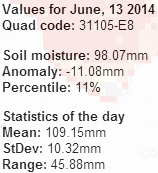 Values for June, 13 2014
Quad code: 31105-E8
Soil moisture: 98.07mm
Anomaly: -11.08mm
Percentile: 11%
Statistics of the day
Mean: 109.15mm
StDev: 10.32mm
Range: 45.88mm